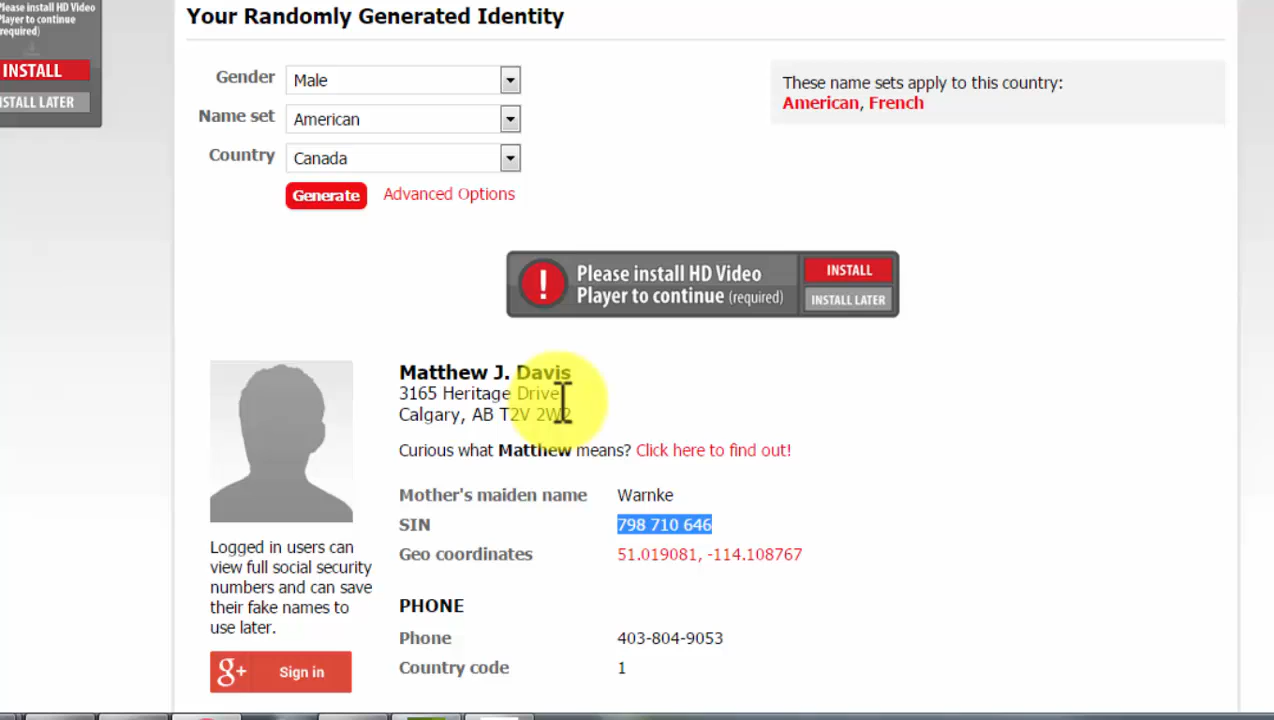 Please install HD Video
Player to continue
(required)
INSTALL
INSTALL LATER
Your Randomly Generated Identity
Gender Male
Name set American
Country Canada
Generate Advanced Options
These name sets apply to this country:
American, French
! Please install HD Video
Player to continue (required)
INSTALL
INSTALL LATER
Matthew J. Davis
3165 Heritage Drive
Calgary, AB T2V 2W2
Curious what Matthew means? Click here to find out!
Mother's maiden name Warnke
SIN 798 710 646
Geo coordinates 51.019081, -114.108767
Logged in users can
view full social security
numbers and can save
their fake names to
use later.
g+ Sign in
PHONE
Phone 403-804-9053
Country code 1